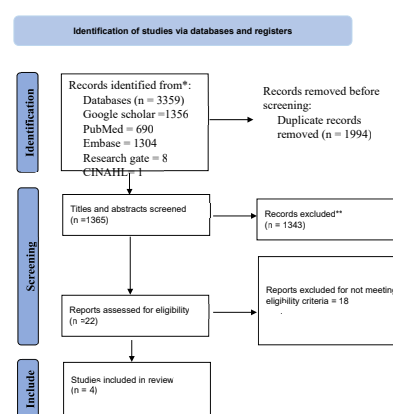 Identification of studies via databases and registers
Identification
Records identified from*:
Databases (n = 3359)
Google scholar =1356
PubMed = 690
Embase = 1304
Research gate = 8
CINAHL= 1
Records removed before
screening:
Duplicate records
removed (n = 1994)
Screening
Titles and abstracts screened
(n =1365)
Records excluded**
(n = 1343)
Reports assessed for eligibility
(n =22)
Reports excluded for not meeting
eligibility criteria = 18
.
Include
Studies included in review
(n = 4)